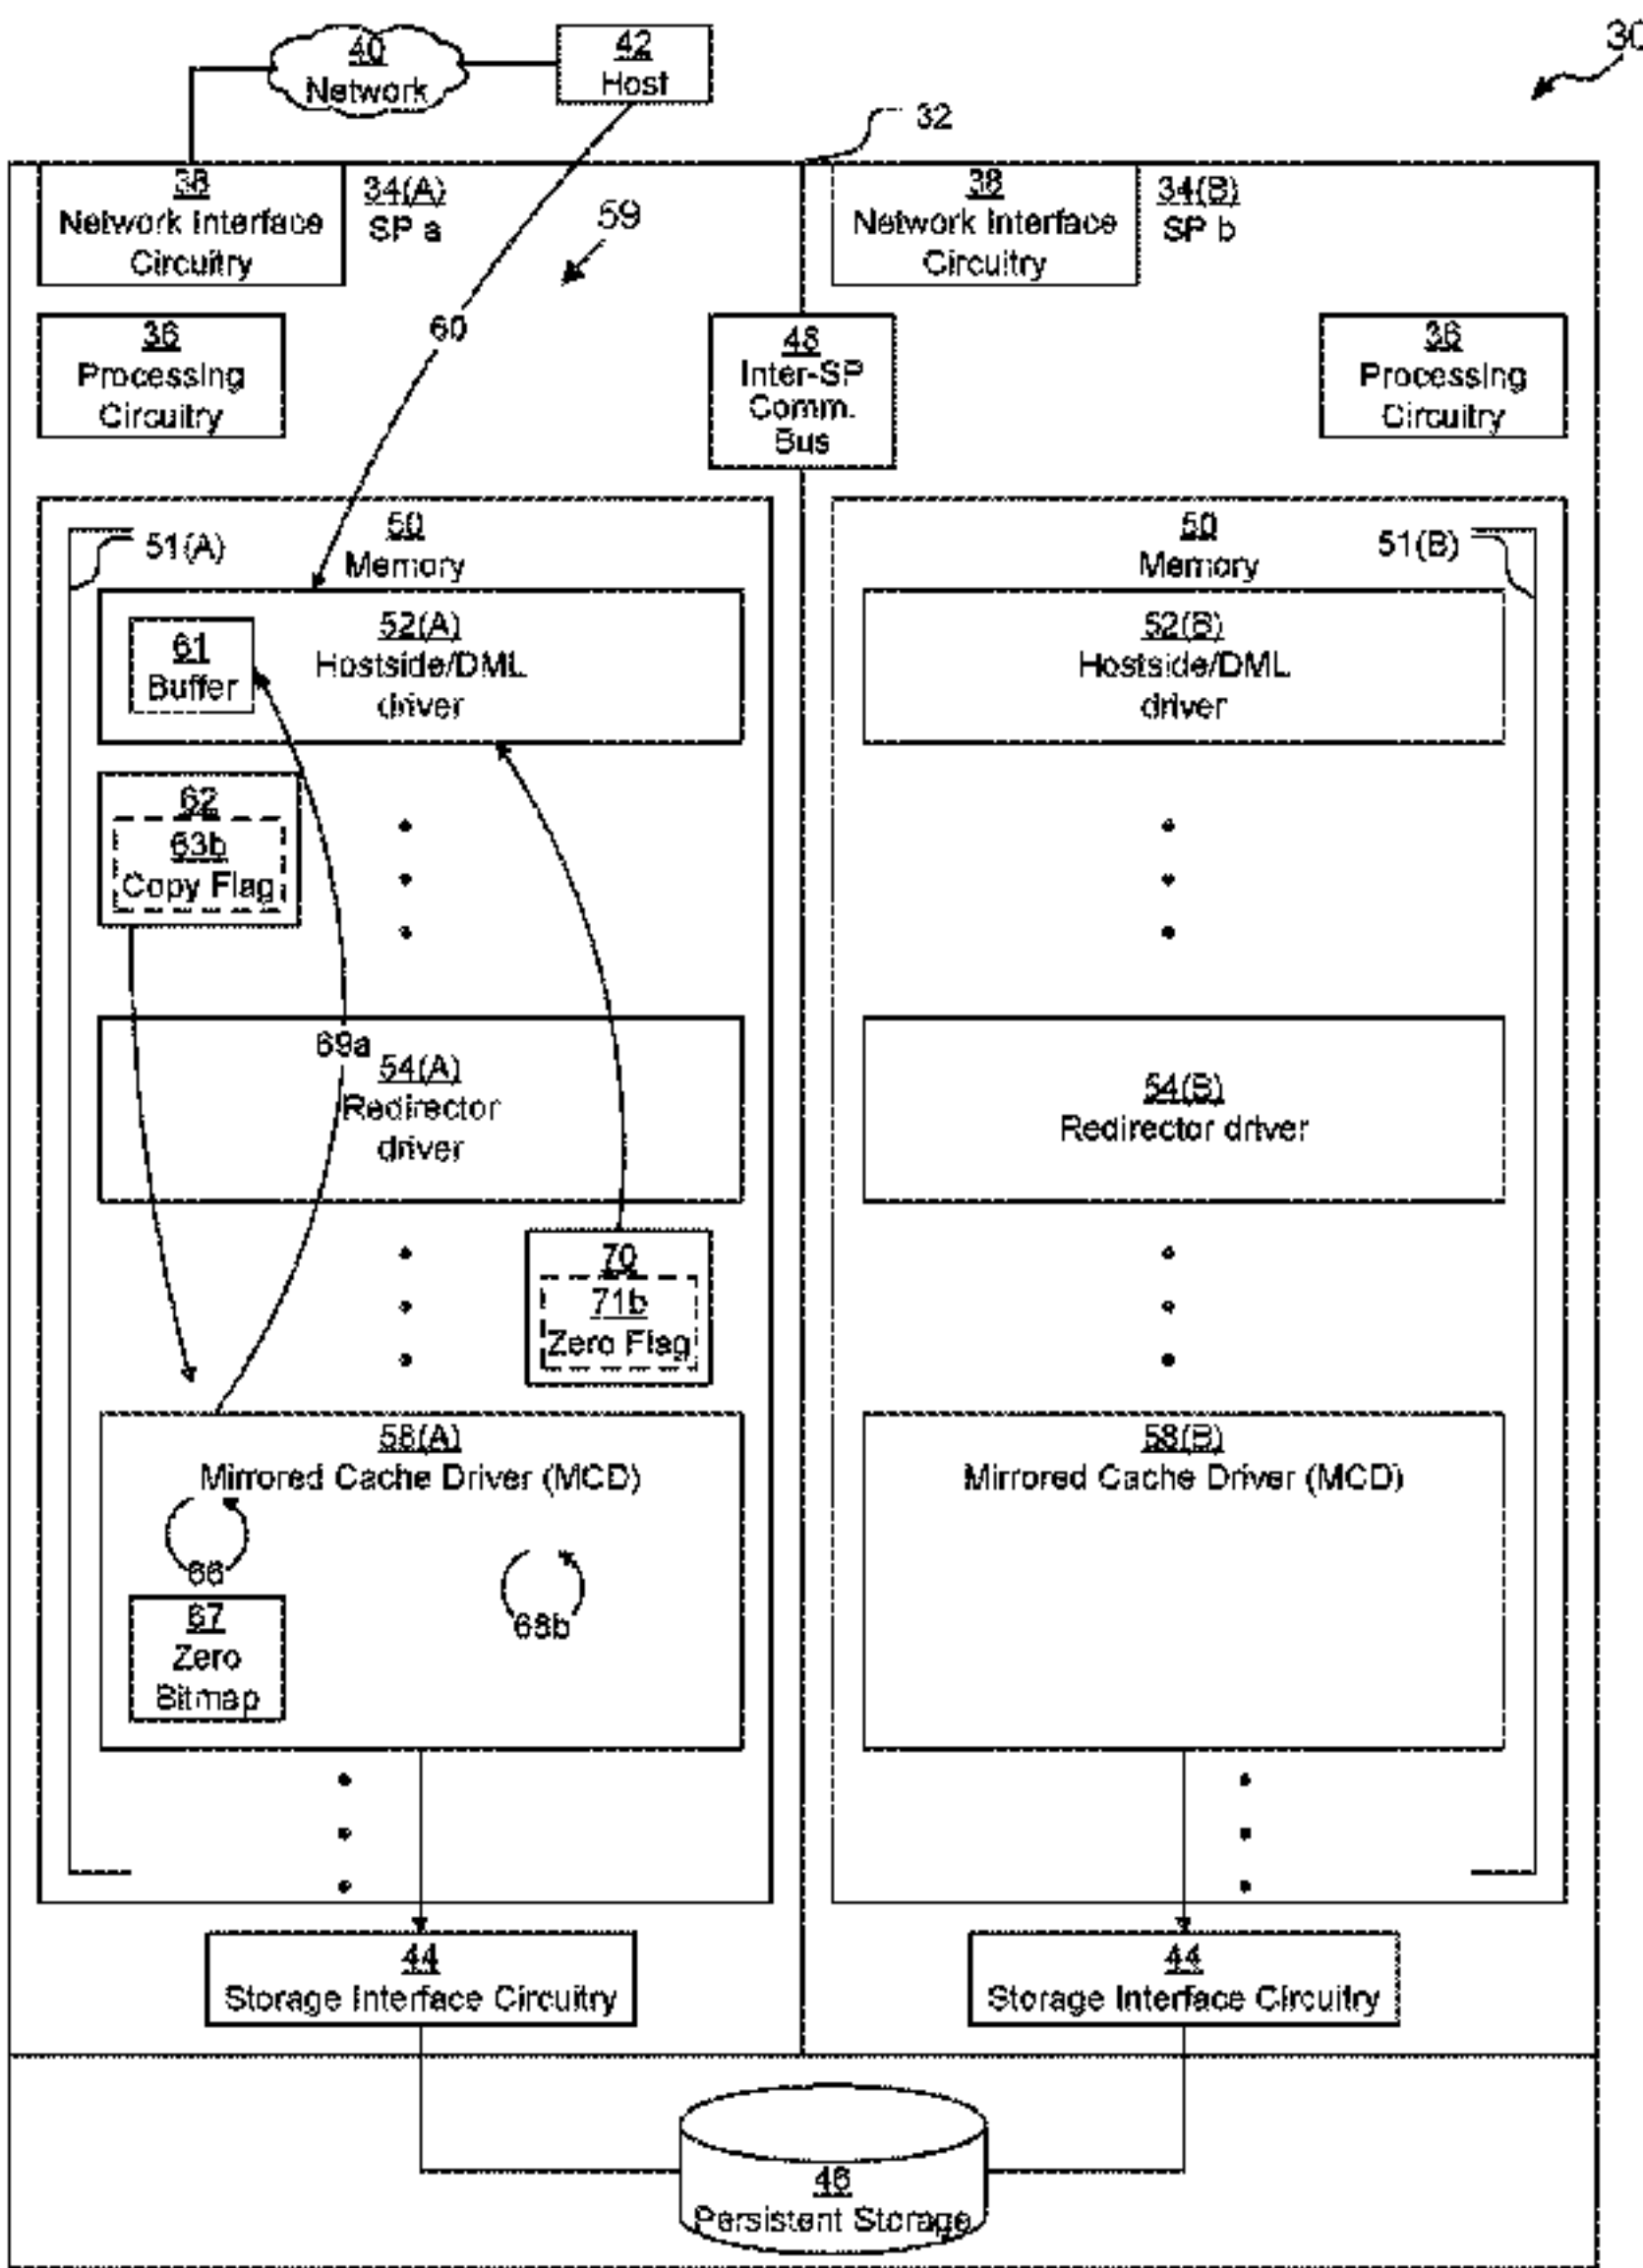 30
40
Network
42
Host
32
38
Network Interface
Circuitry
34(A)
SP a
59
38
Network Interface
Circuitry
34(B)
SP b
60
36
Processing
Circuitry
48
Inter-SP
Comm.
Bus
36
Processing
Circuitry
51(A)
50
Memory
50
Memory
51(B)
61
Buffer
52(A)
Hostside/DML
driver
52(B)
Hostside/DML
driver
62
63b
Copy Flag
69a
54(A)
Redirector
driver
54(B)
Redirector driver
70
71b
Zero Flag
58(A)
Mirrored Cache Driver (MCD)
58(B)
Mirrored Cache Driver (MCD)
66
68b
67
Zero
Bitmap
44
Storage Interface Circuitry
44
Storage Interface Circuitry
46
Persistent Storage